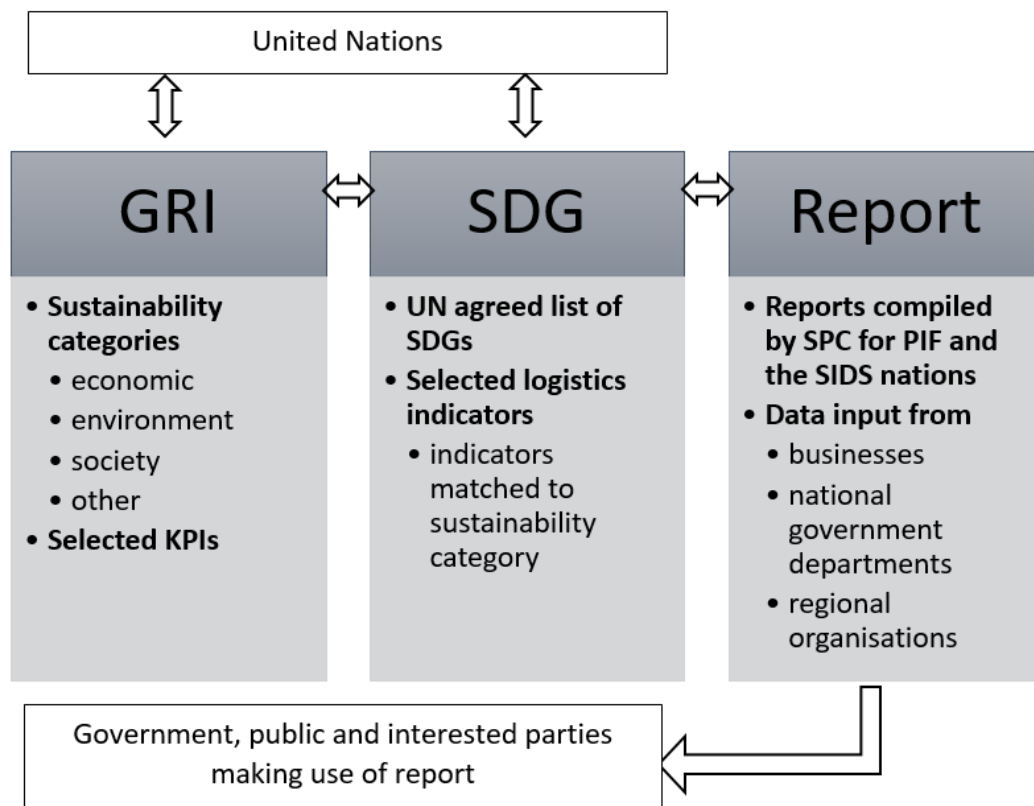 United Nations
GRI
• Sustainability
categories
• economic
• environment
• society
• other
• Selected KPIs
SDG
• UN agreed list of
SDGs
• Selected logistics
indicators
• indicators
matched to
sustainability
category
Report
• Reports compiled
by SPC for PIF and
the SIDS nations
• Data input from
• businesses
• national
government
departments
• regional
organisations
Government, public and interested parties
making use of report